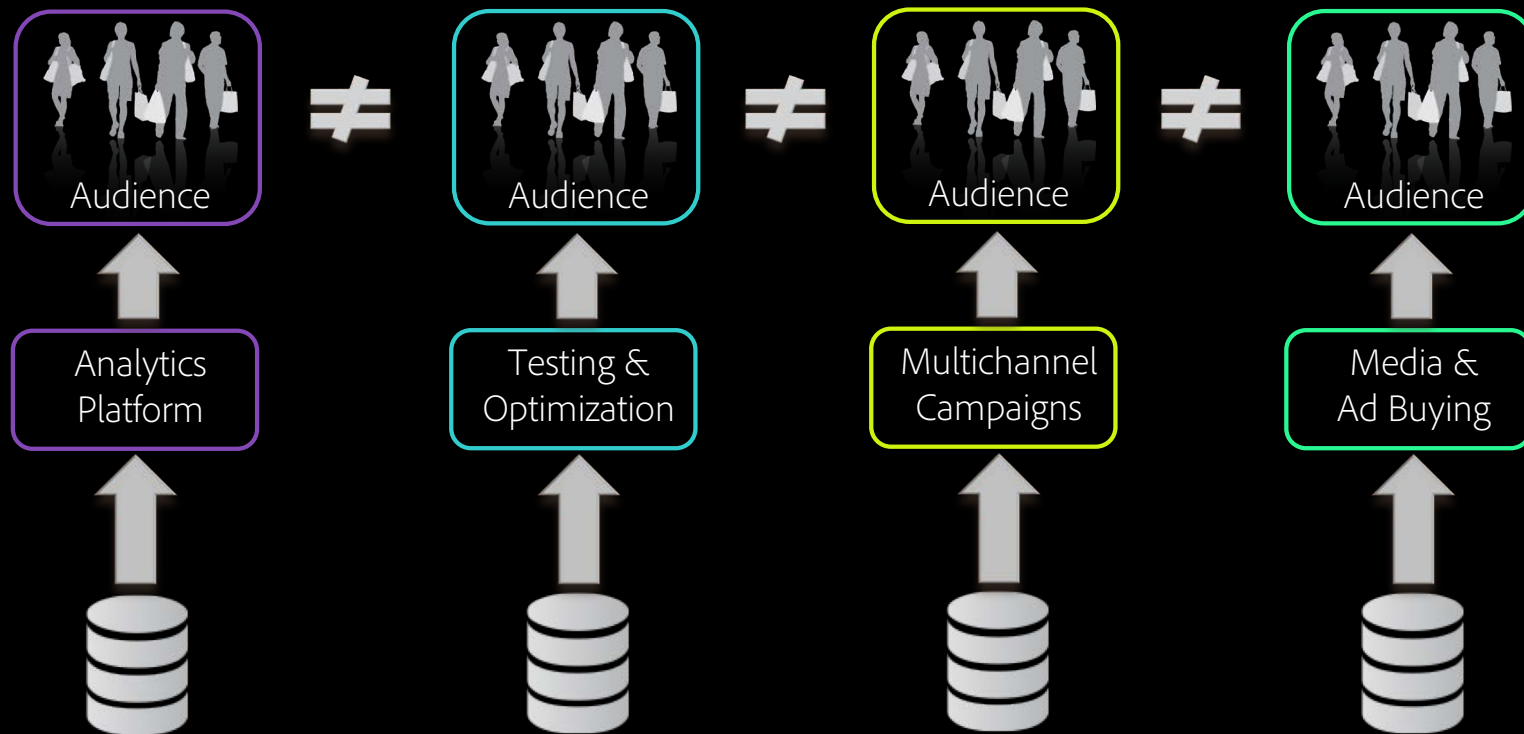 Audience
Audience
Audience
Audience
Analytics
Platform
Testing &
Optimization
Multichannel
Campaigns
Media &
Ad Buying